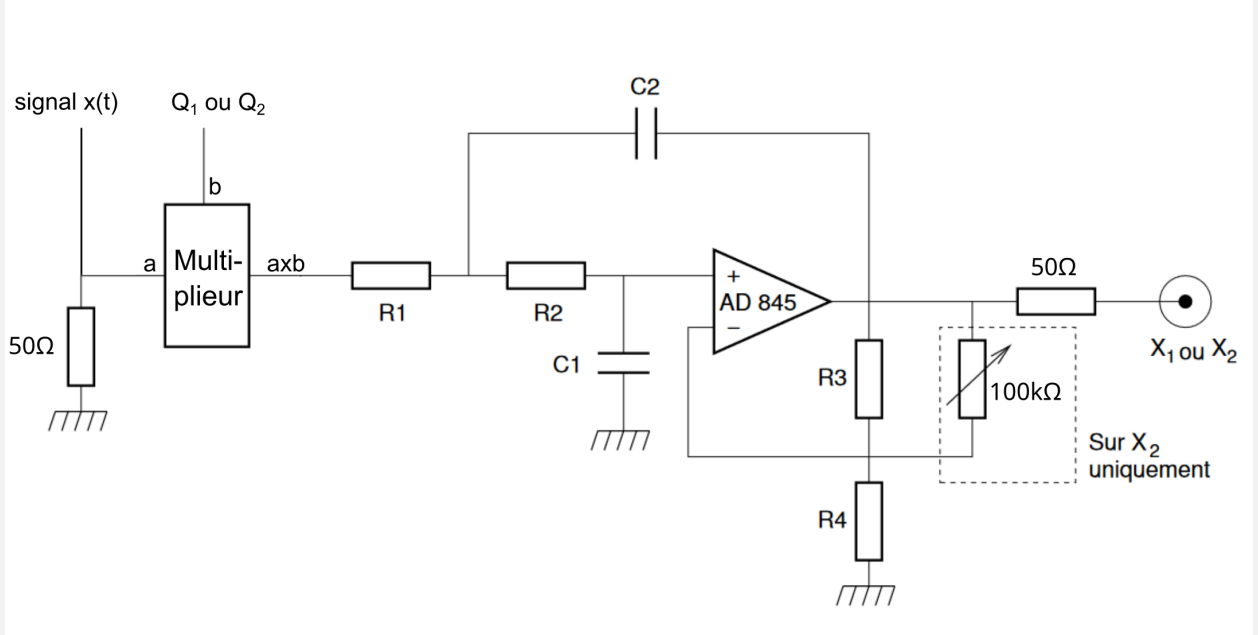 C2
signal x(t)
Q₁ ou Q₂
b
a
Multi-
plieur
axb
R1
R2
+
AD 845
−
50Ω
X₁ ou X₂
50Ω
C1
R3
100kΩ
Sur X₂
uniquement
R4